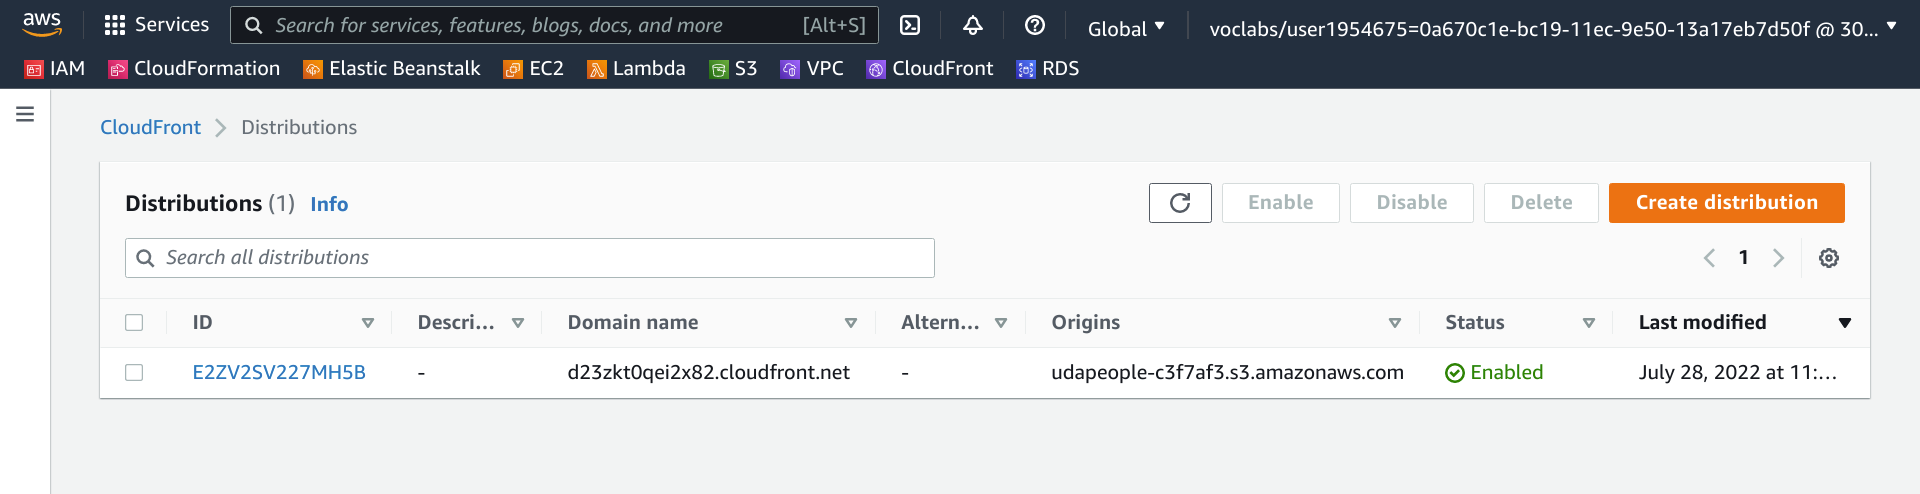 aws Services Search for services, features, blogs, docs, and more [Alt+S] Global voclabs/user1954675=0a670c1e-bc19-11ec-9e50-13a17eb7d50f @ 30...
IAM CloudFormation Elastic Beanstalk EC2 Lambda S3 VPC CloudFront RDS
CloudFront > Distributions
Distributions (1) Info Enable Disable Delete Create distribution
Search all distributions 1
ID Descri... Domain name Altern... Origins Status Last modified
E2ZV2SV227MH5B - d23zkt0qei2x82.cloudfront.net - udapeople-c3f7af3.s3.amazonaws.com Enabled July 28, 2022 at 11:...